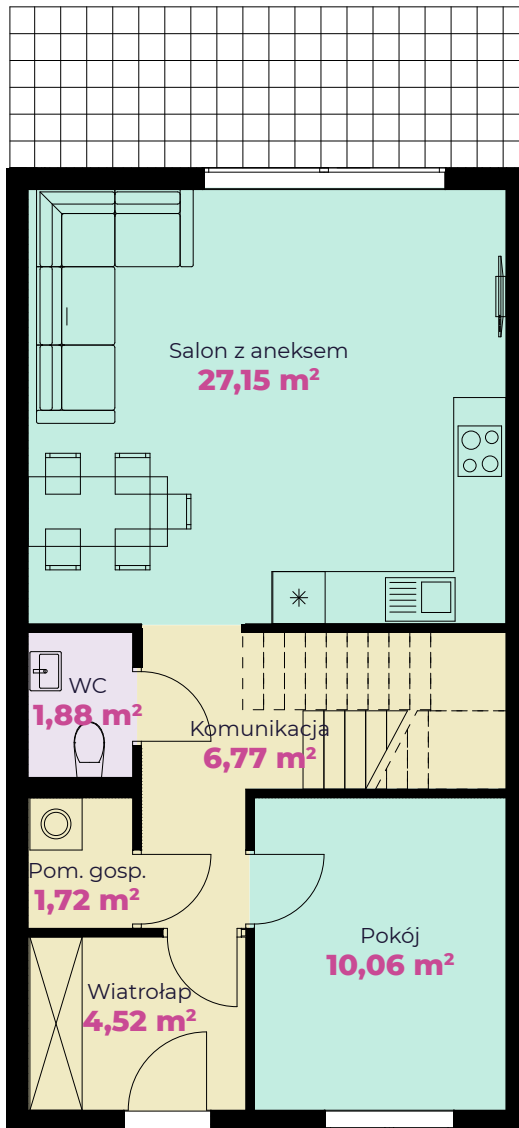 Salon z aneksem
27,15 m²
WC
1,88 m²
Komunikacja
6,77 m²
Pom. gosp.
1,72 m²
Pokój
10,06 m²
Wiatrołap
4,52 m²